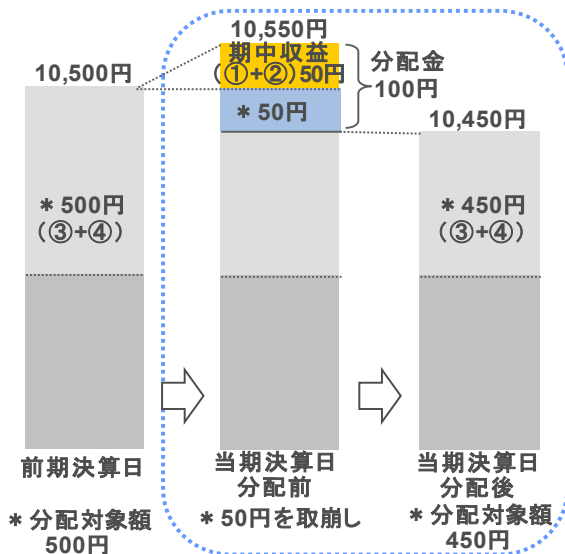 10,500円
＊500円
（③+④）
前期決算日
＊分配対象額
500円
10,550円
期中収益
（①+②）50円
＊50円
分配金
100円
当期決算日
分配前
＊50円を取崩し
10,450円
＊450円
（③+④）
当期決算日
分配後
＊分配対象額
450円